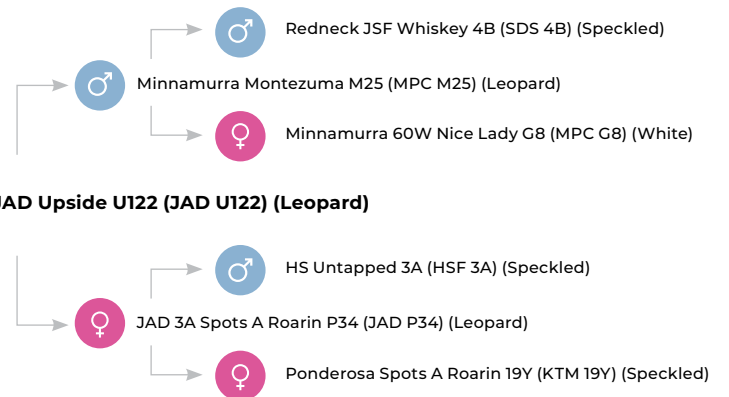 Redneck JSF Whiskey 4B (SDS 4B) (Speckled)
Minnamurra Montezuma M25 (MPC M25) (Leopard)
Minnamurra 60W Nice Lady G8 (MPC G8) (White)
JAD Upside U122 (JAD U122) (Leopard)
HS Untapped 3A (HSF 3A) (Speckled)
JAD 3A Spots A Roarin P34 (JAD P34) (Leopard)
Ponderosa Spots A Roarin 19Y (KTM 19Y) (Speckled)